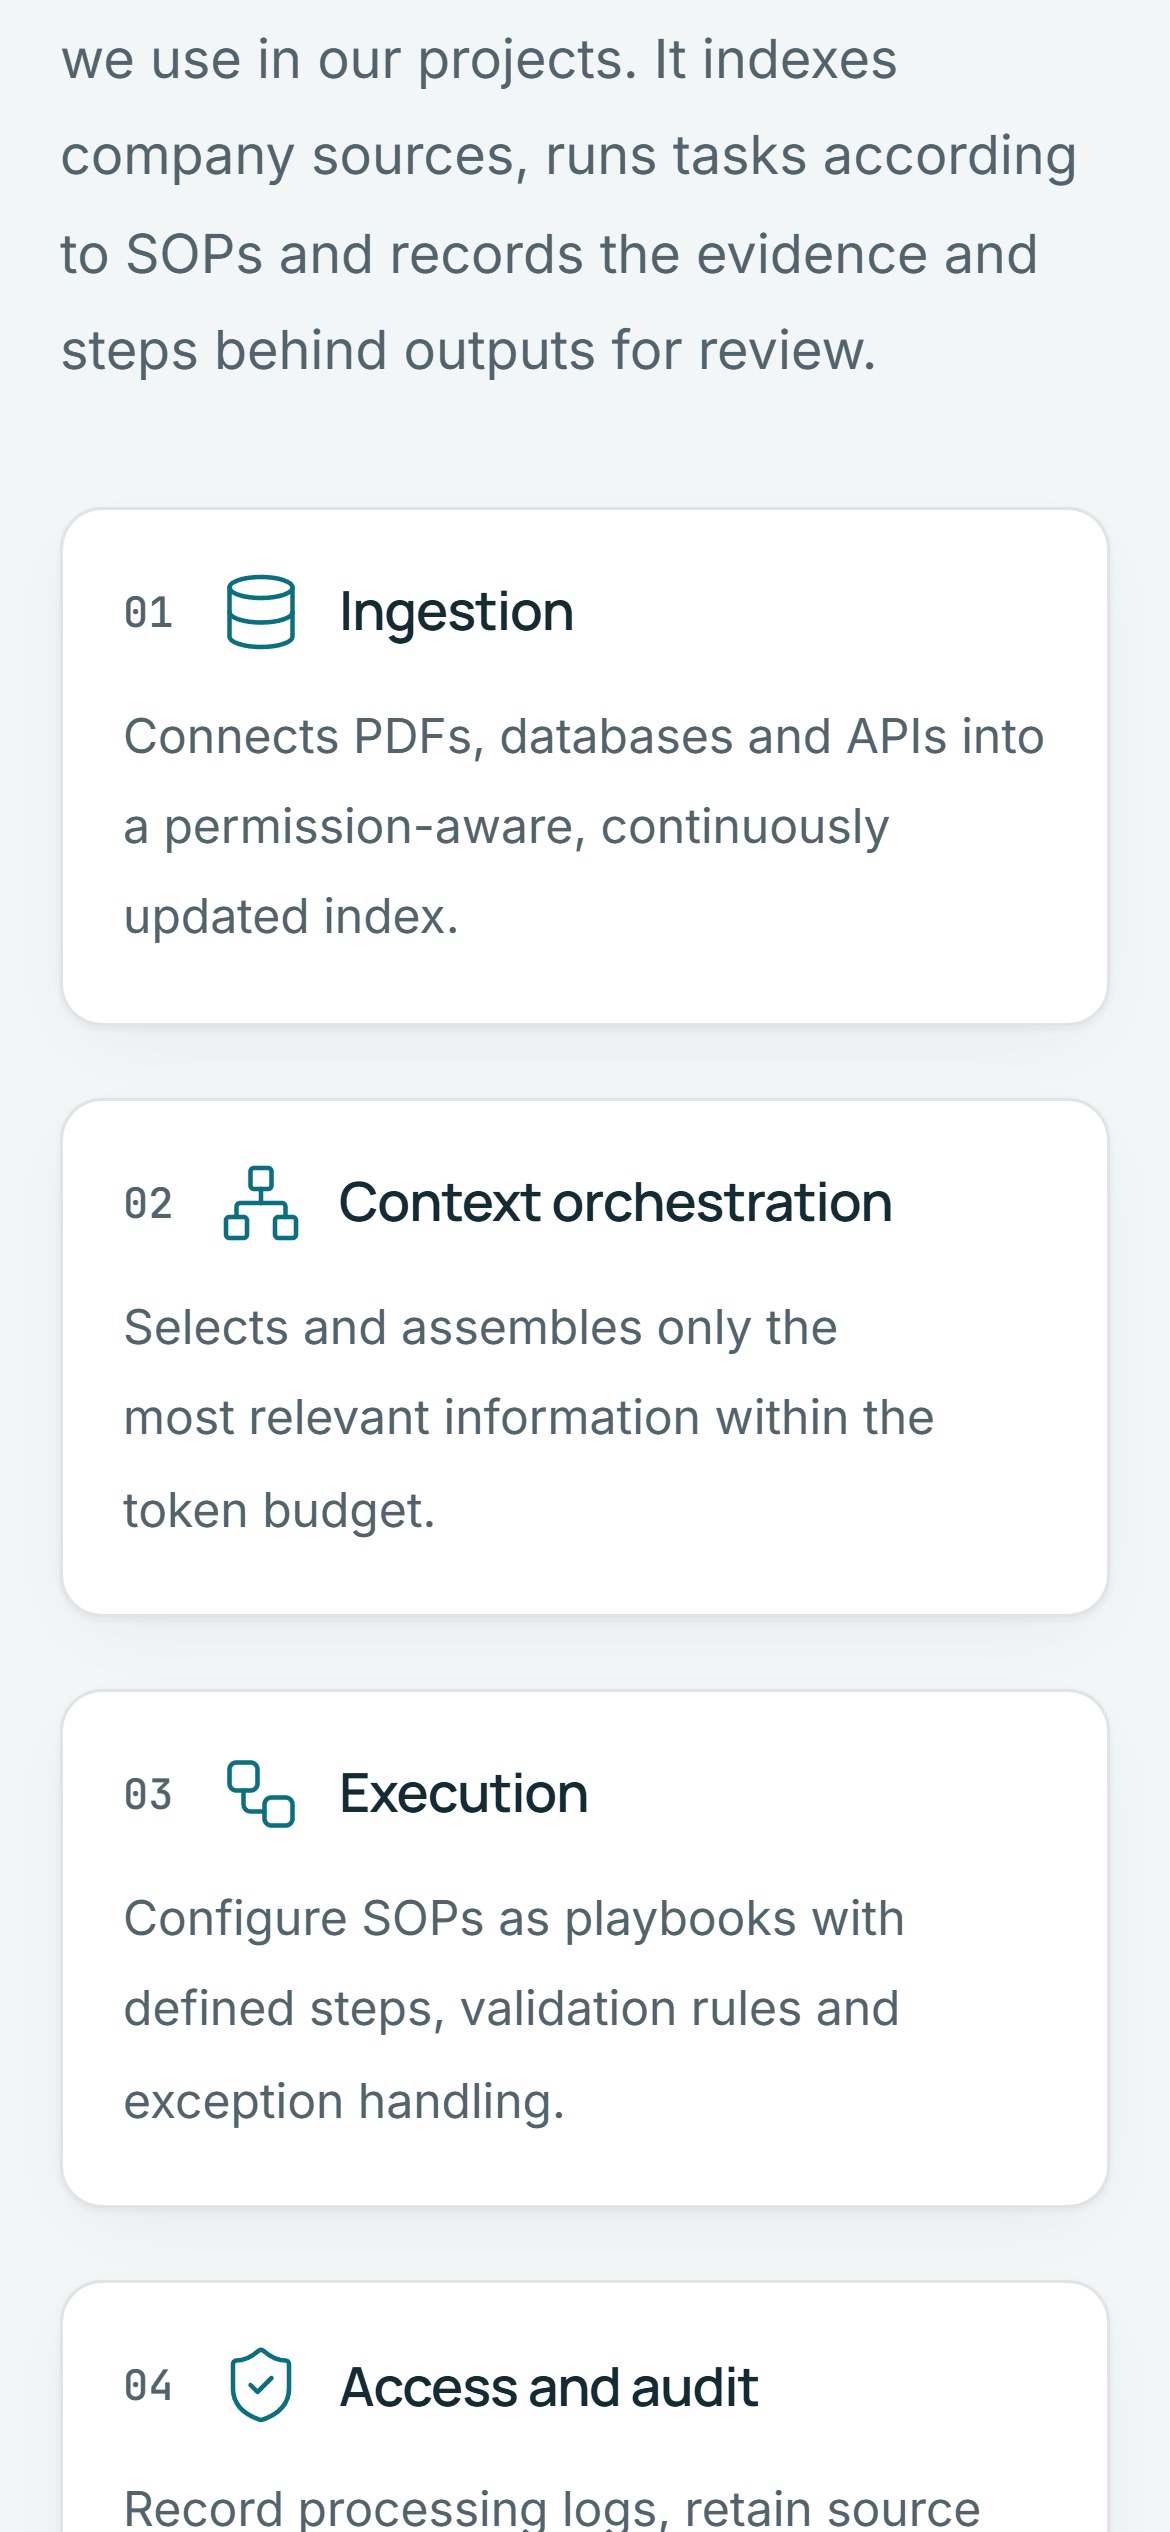 we use in our projects. It indexes
company sources, runs tasks according
to SOPs and records the evidence and
steps behind outputs for review.
01 Ingestion
Connects PDFs, databases and APIs into
a permission-aware, continuously
updated index.
02 Context orchestration
Selects and assembles only the
most relevant information within the
token budget.
03 Execution
Configure SOPs as playbooks with
defined steps, validation rules and
exception handling.
04 Access and audit
Record processing logs, retain source